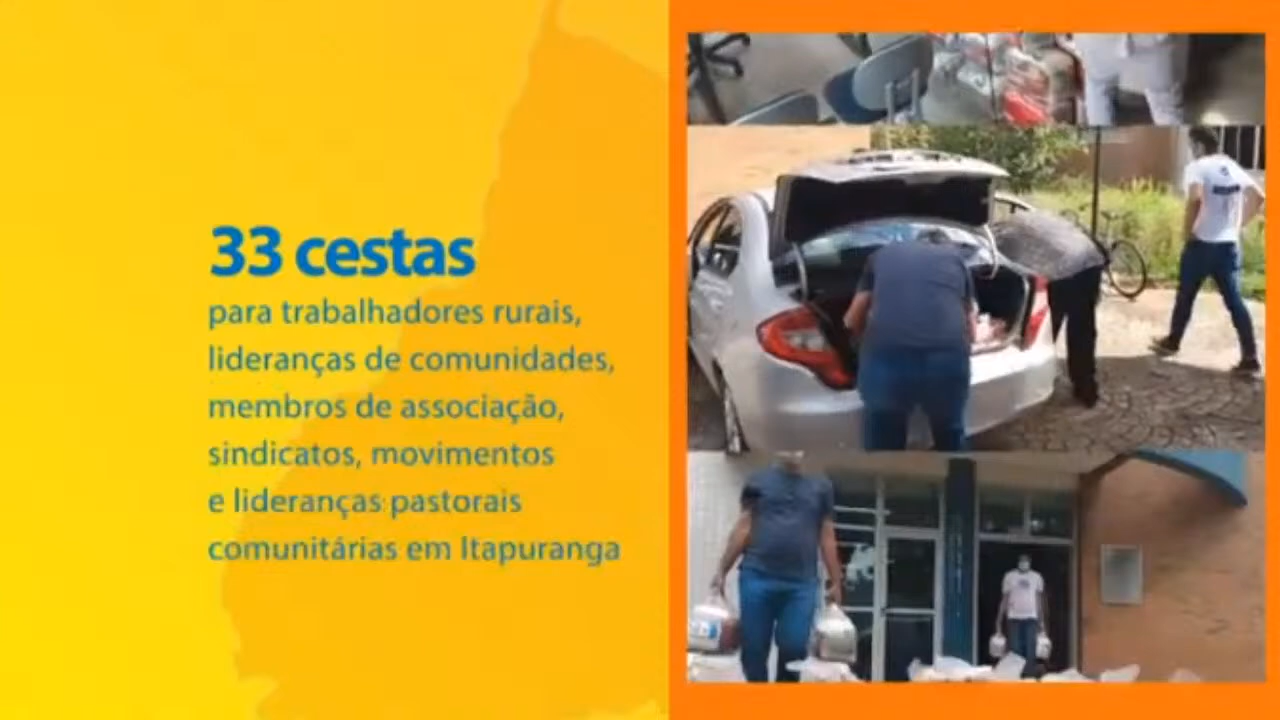 33 cestas
para trabalhadores rurais,
lideranças de comunidades,
membros de associação,
sindicatos, movimentos
e lideranças pastorais
comunitárias em Itapuranga